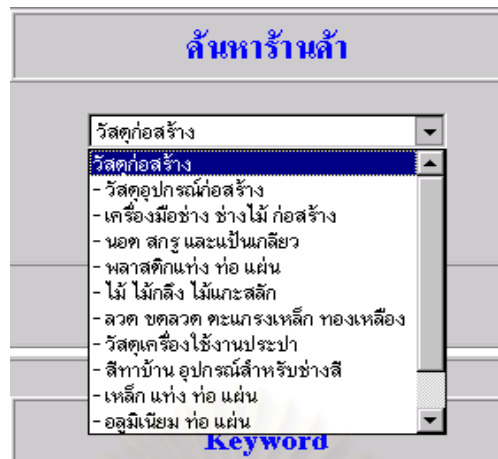 ค้นหาร้านค้า
วัสดุก่อสร้าง
วัสดุก่อสร้าง
- วัสดุอุปกรณ์ก่อสร้าง
- เครื่องมือช่าง ช่างไม้ ก่อสร้าง
- นอต สกรู และแป้นเกลียว
- พลาสติกแท่ง ท่อ แผ่น
- ไม้ ไม้กลึง ไม้แกะสลัก
- ลวด ขดลวด ตะแกรงเหล็ก ทองเหลือง
- วัสดุเครื่องใช้งานประปา
- สีทาบ้าน อุปกรณ์สำหรับช่างสี
- เหล็ก แท่ง ท่อ แผ่น
- อลูมิเนียม ท่อ แผ่น
Keyword